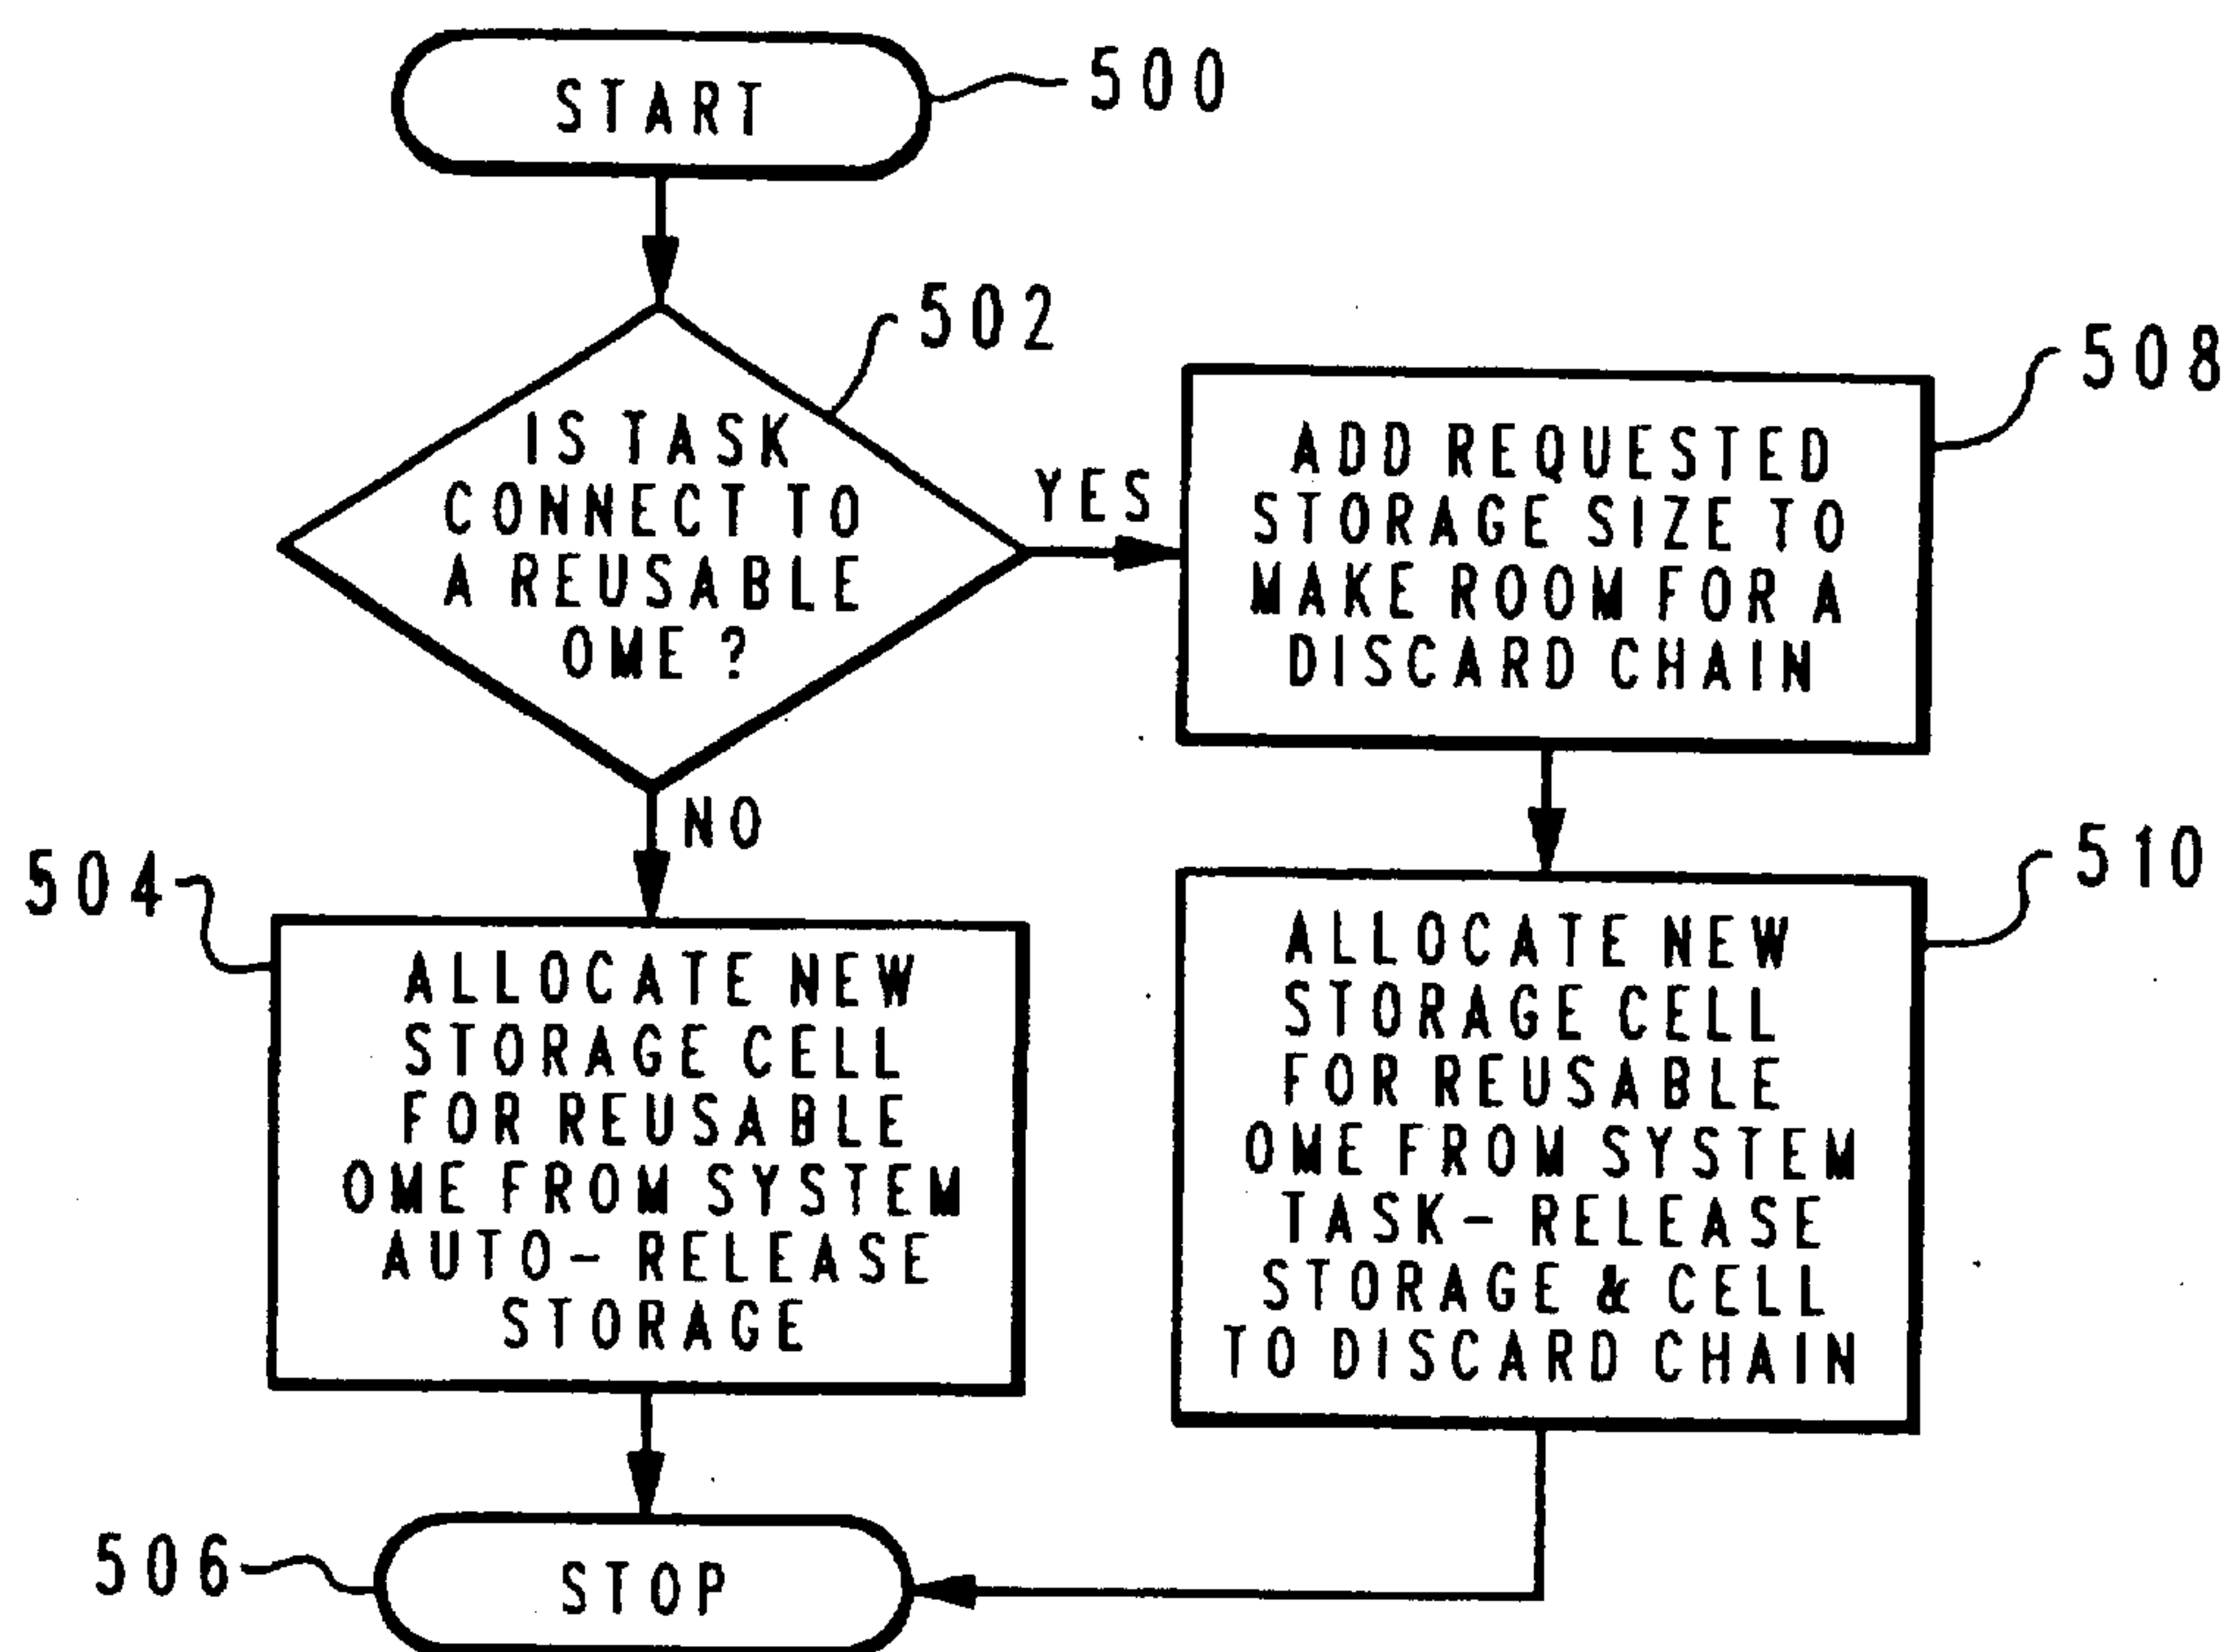 START
500
502
IS TASK
CONNECT TO
A REUSABLE
OME ?
YES
508
ADD REQUESTED
STORAGE SIZE TO
MAKE ROOM FOR A
DISCARD CHAIN
NO
504
ALLOCATE NEW
STORAGE CELL
FOR REUSABLE
OME FROM SYSTEM
AUTO- RELEASE
STORAGE
510
ALLOCATE NEW
STORAGE CELL
FOR REUSABLE
OME FROM SYSTEM
TASK- RELEASE
STORAGE & CELL
TO DISCARD CHAIN
506
STOP